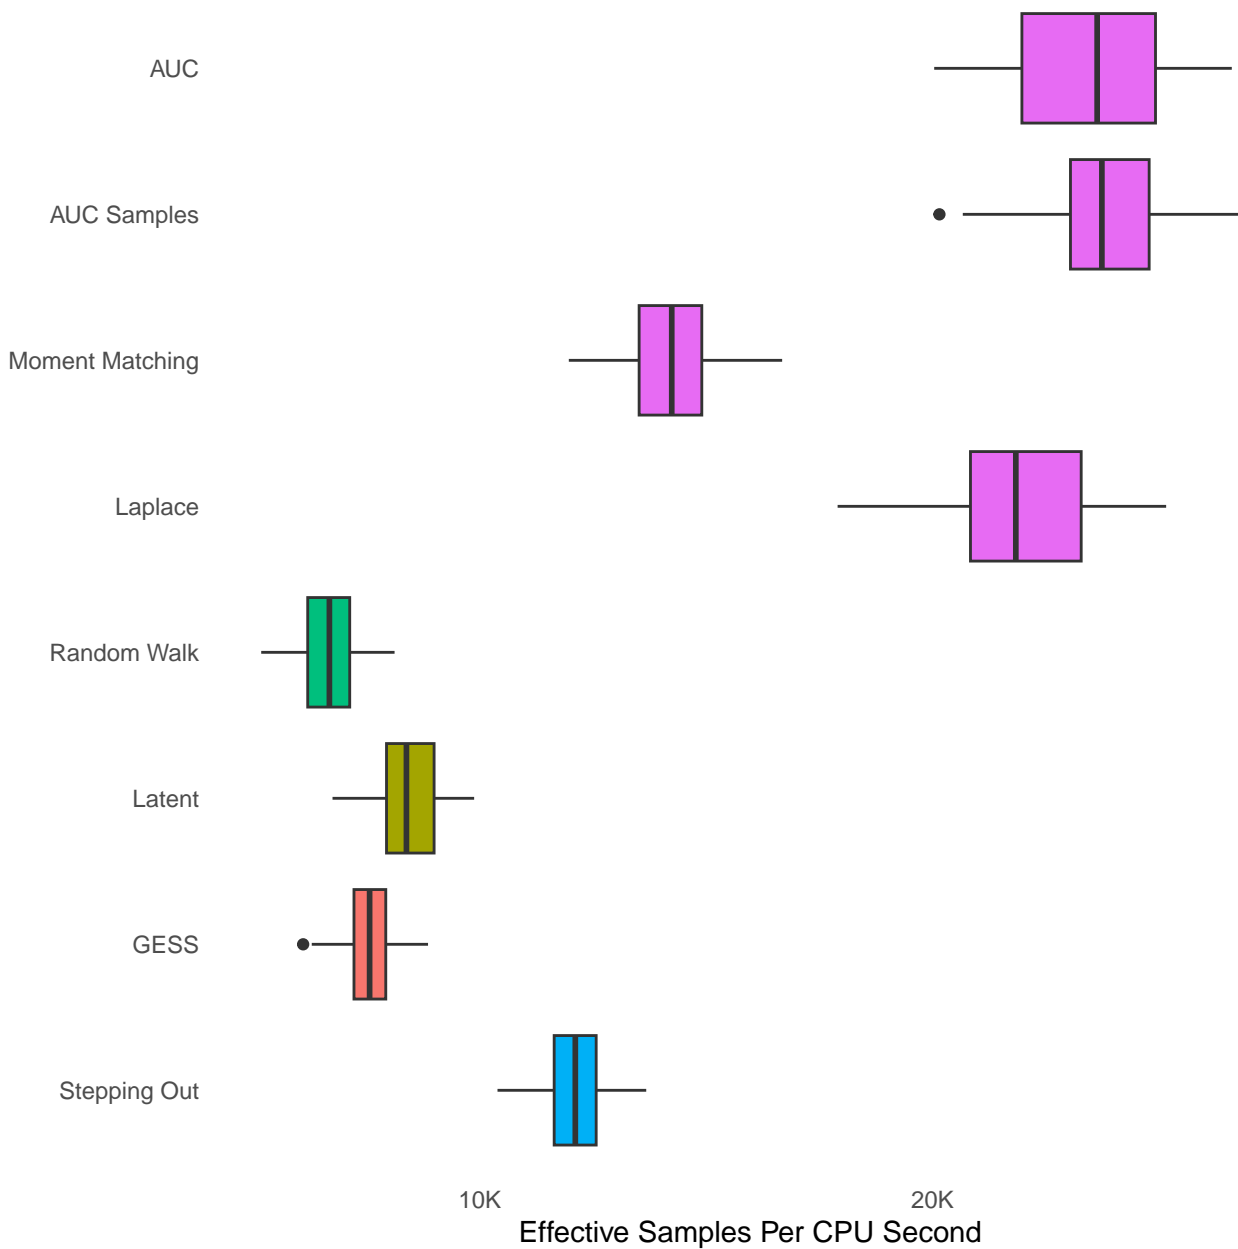 AUC
AUC Samples
Moment Matching
Laplace
Random Walk
Latent
GESS
Stepping Out
10K 20K
Effective Samples Per CPU Second